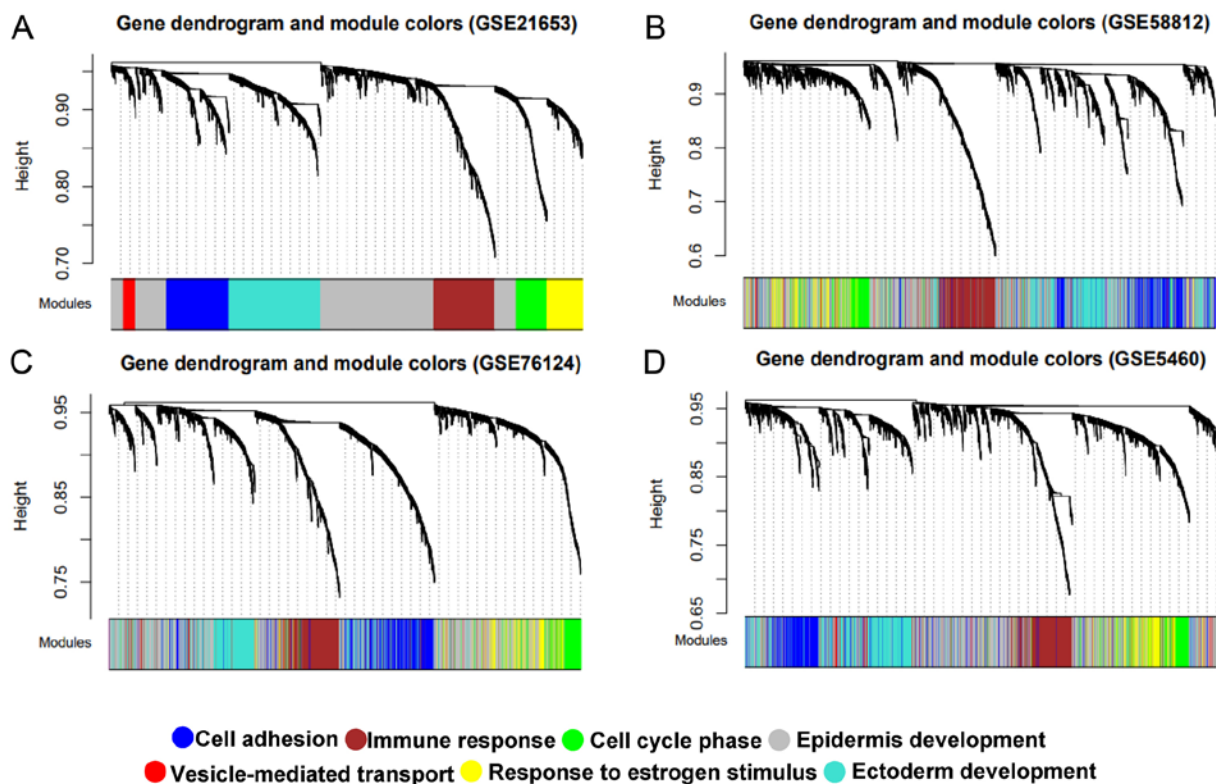 A
Gene dendrogram and module colors (GSE21653)
Height
0.90
0.80
0.70
Modules
B
Gene dendrogram and module colors (GSE58812)
Height
0.9
0.8
0.7
0.6
Modules
C
Gene dendrogram and module colors (GSE76124)
Height
0.95
0.85
0.75
Modules
D
Gene dendrogram and module colors (GSE5460)
Height
0.95
0.85
0.75
0.65
Modules
Cell adhesion Immune response Cell cycle phase Epidermis development
Vesicle-mediated transport Response to estrogen stimulus Ectoderm development